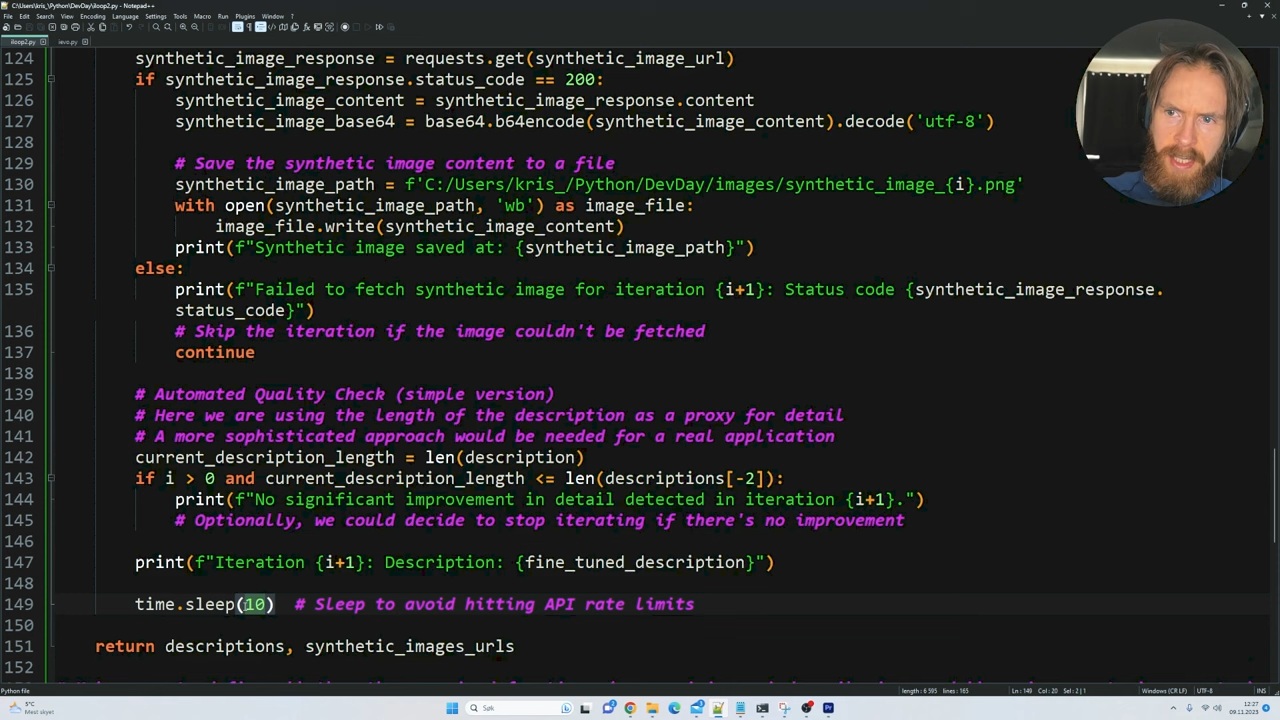 C:\Users\kris_\Python\DevDay\iloop2.py - Notepad++
File Edit Search View Encoding Language Settings Tools Macro Run Plugins Window ?
iloop2.py ievo.py
124 synthetic_image_response = requests.get(synthetic_image_url)
125 if synthetic_image_response.status_code == 200:
126 synthetic_image_content = synthetic_image_response.content
127 synthetic_image_base64 = base64.b64encode(synthetic_image_content).decode('utf-8')
128
129 # Save the synthetic image content to a file
130 synthetic_image_path = f'C:/Users/kris_/Python/DevDay/images/synthetic_image_{i}.png'
131 with open(synthetic_image_path, 'wb') as image_file:
132 image_file.write(synthetic_image_content)
133 print(f"Synthetic image saved at: {synthetic_image_path}")
134 else:
135 print(f"Failed to fetch synthetic image for iteration {i+1}: Status code {synthetic_image_response.
status_code}")
136 # Skip the iteration if the image couldn't be fetched
137 continue
138
139 # Automated Quality Check (simple version)
140 # Here we are using the length of the description as a proxy for detail
141 # A more sophisticated approach would be needed for a real application
142 current_description_length = len(description)
143 if i > 0 and current_description_length <= len(descriptions[-2]):
144 print(f"No significant improvement in detail detected in iteration {i+1}.")
145 # Optionally, we could decide to stop iterating if there's no improvement
146
147 print(f"Iteration {i+1}: Description: {fine_tuned_description}")
148
149 time.sleep(10) # Sleep to avoid hitting API rate limits
150
151 return descriptions, synthetic_images_urls
152
Python file length : 6 595 lines : 165 Ln : 149 Col : 20 Sel : 2 | 1 Windows (CR LF) UTF-8 INS
5°C
Mest skyet
Søk
12:27
09.11.2023